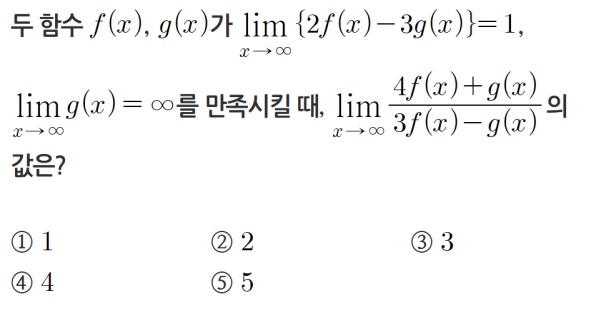 두 함수 f(x), g(x)가 lim_{x→∞} {2f(x)−3g(x)}=1,
lim_{x→∞} g(x)=∞를 만족시킬 때, lim_{x→∞} \frac{4f(x)+g(x)}{3f(x)−g(x)}의
값은?
① 1 ② 2 ③ 3
④ 4 ⑤ 5